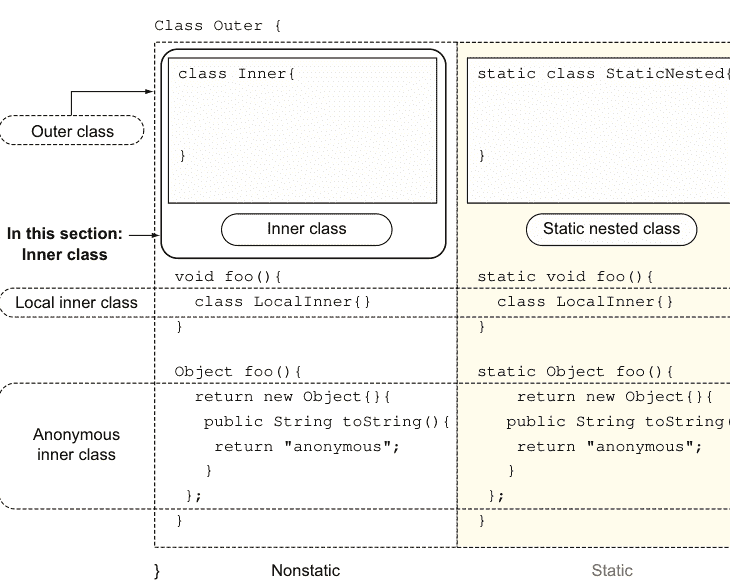 Class Outer {
class Inner{
}
Inner class
static class StaticNested{
}
Static nested class
Outer class
In this section:
Inner class
void foo(){
class LocalInner{}
}
static void foo(){
class LocalInner{}
}
Local inner class
Object foo(){
return new Object{}{
public String toString(){
return "anonymous";
}
};
}
static Object foo(){
return new Object{}{
public String toString(
return "anonymous";
}
};
}
Anonymous
inner class
}
Nonstatic
Static